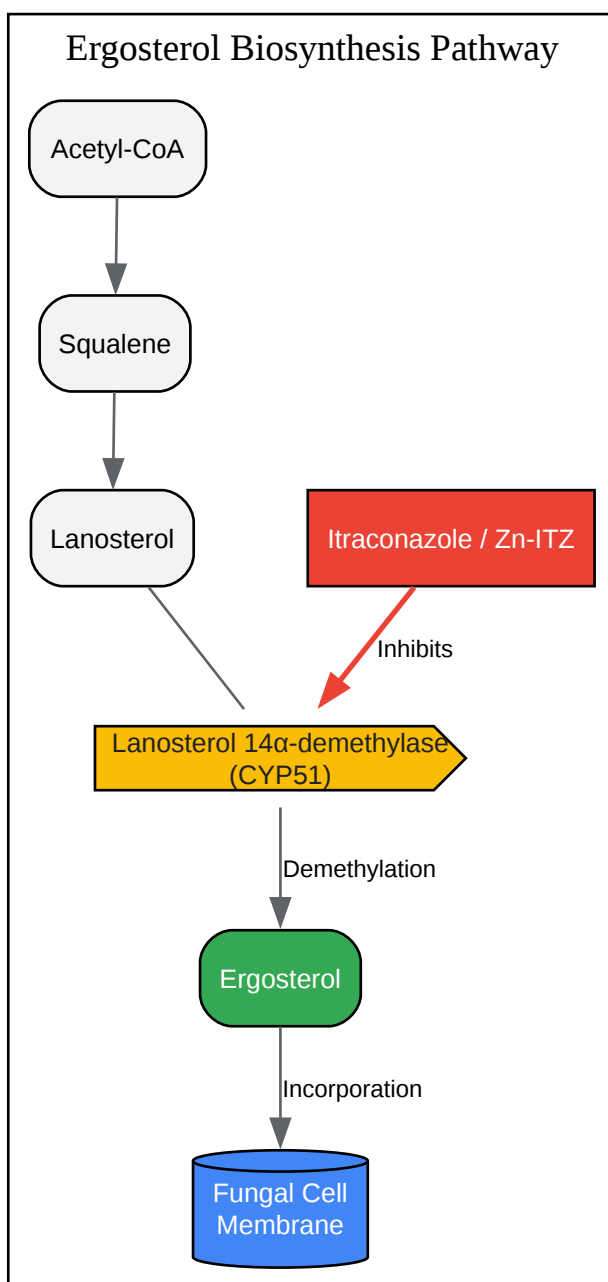 Ergosterol Biosynthesis Pathway
Acetyl-CoA
Squalene
Lanosterol
Itraconazole / Zn-ITZ
Inhibits
Lanosterol 14α-demethylase
(CYP51)
Demethylation
Ergosterol
Incorporation
Fungal Cell
Membrane